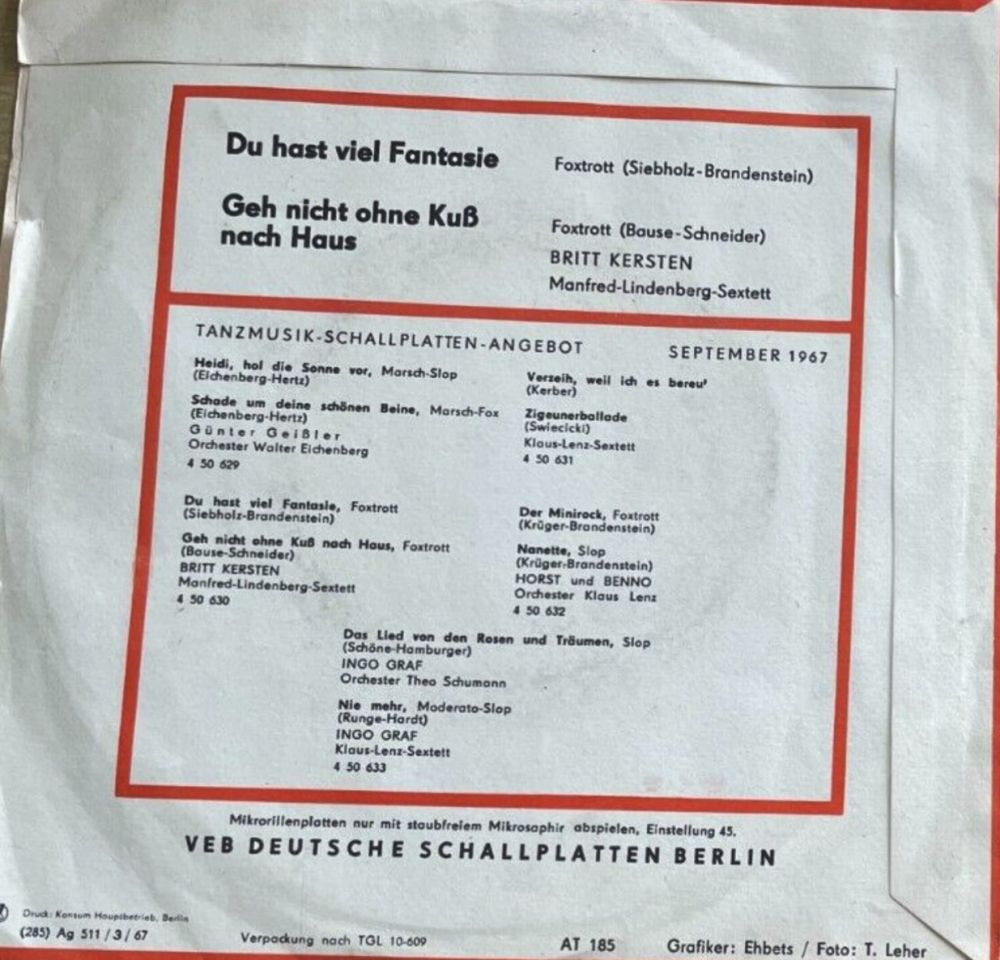 Du hast viel Fantasie
Foxtrott (Siebholz-Brandenstein)
Geh nicht ohne Kuß
nach Haus
Foxtrott (Bause-Schneider)
BRITT KERSTEN
Manfred-Lindenberg-Sextett
TANZMUSIK-SCHALLPLATTEN-ANGEBOT
SEPTEMBER 1967
Heidi, hol die Sonne vor, Marsch-Slop
(Eichenberg-Hertz)
Schade um deine schönen Beine, Marsch-Fox
(Eichenberg-Hertz)
Günter Geißler
Orchester Walter Eichenberg
4 50 629
Verzeih, weil ich es bereu'
(Kerber)
Zigeunerballade
(Swiecicki)
Klaus-Lenz-Sextett
4 50 631
Du hast viel Fantasie, Foxtrott
(Siebholz-Brandenstein)
Geh nicht ohne Kuß nach Haus, Foxtrott
(Bause-Schneider)
BRITT KERSTEN
Manfred-Lindenberg-Sextett
4 50 630
Der Minirock, Foxtrott
(Krüger-Brandenstein)
Nanette, Slop
(Krüger-Brandenstein)
HORST und BENNO
Orchester Klaus Lenz
4 50 632
Das Lied von den Rosen und Träumen, Slop
(Schöne-Hamburger)
INGO GRAF
Orchester Theo Schumann
Nie mehr, Moderato-Slop
(Runge-Hardt)
INGO GRAF
Klaus-Lenz-Sextett
4 50 633
Mikrorillenplatten nur mit staubfreiem Mikrosaphir abspielen, Einstellung 45.
VEB DEUTSCHE SCHALLPLATTEN BERLIN
Druck: Konsum Hauptbetrieb, Berlin
(285) Ag 511/3/67
Verpackung nach TGL 10-609
AT 185
Grafiker: Ehbets / Foto: T. Leher